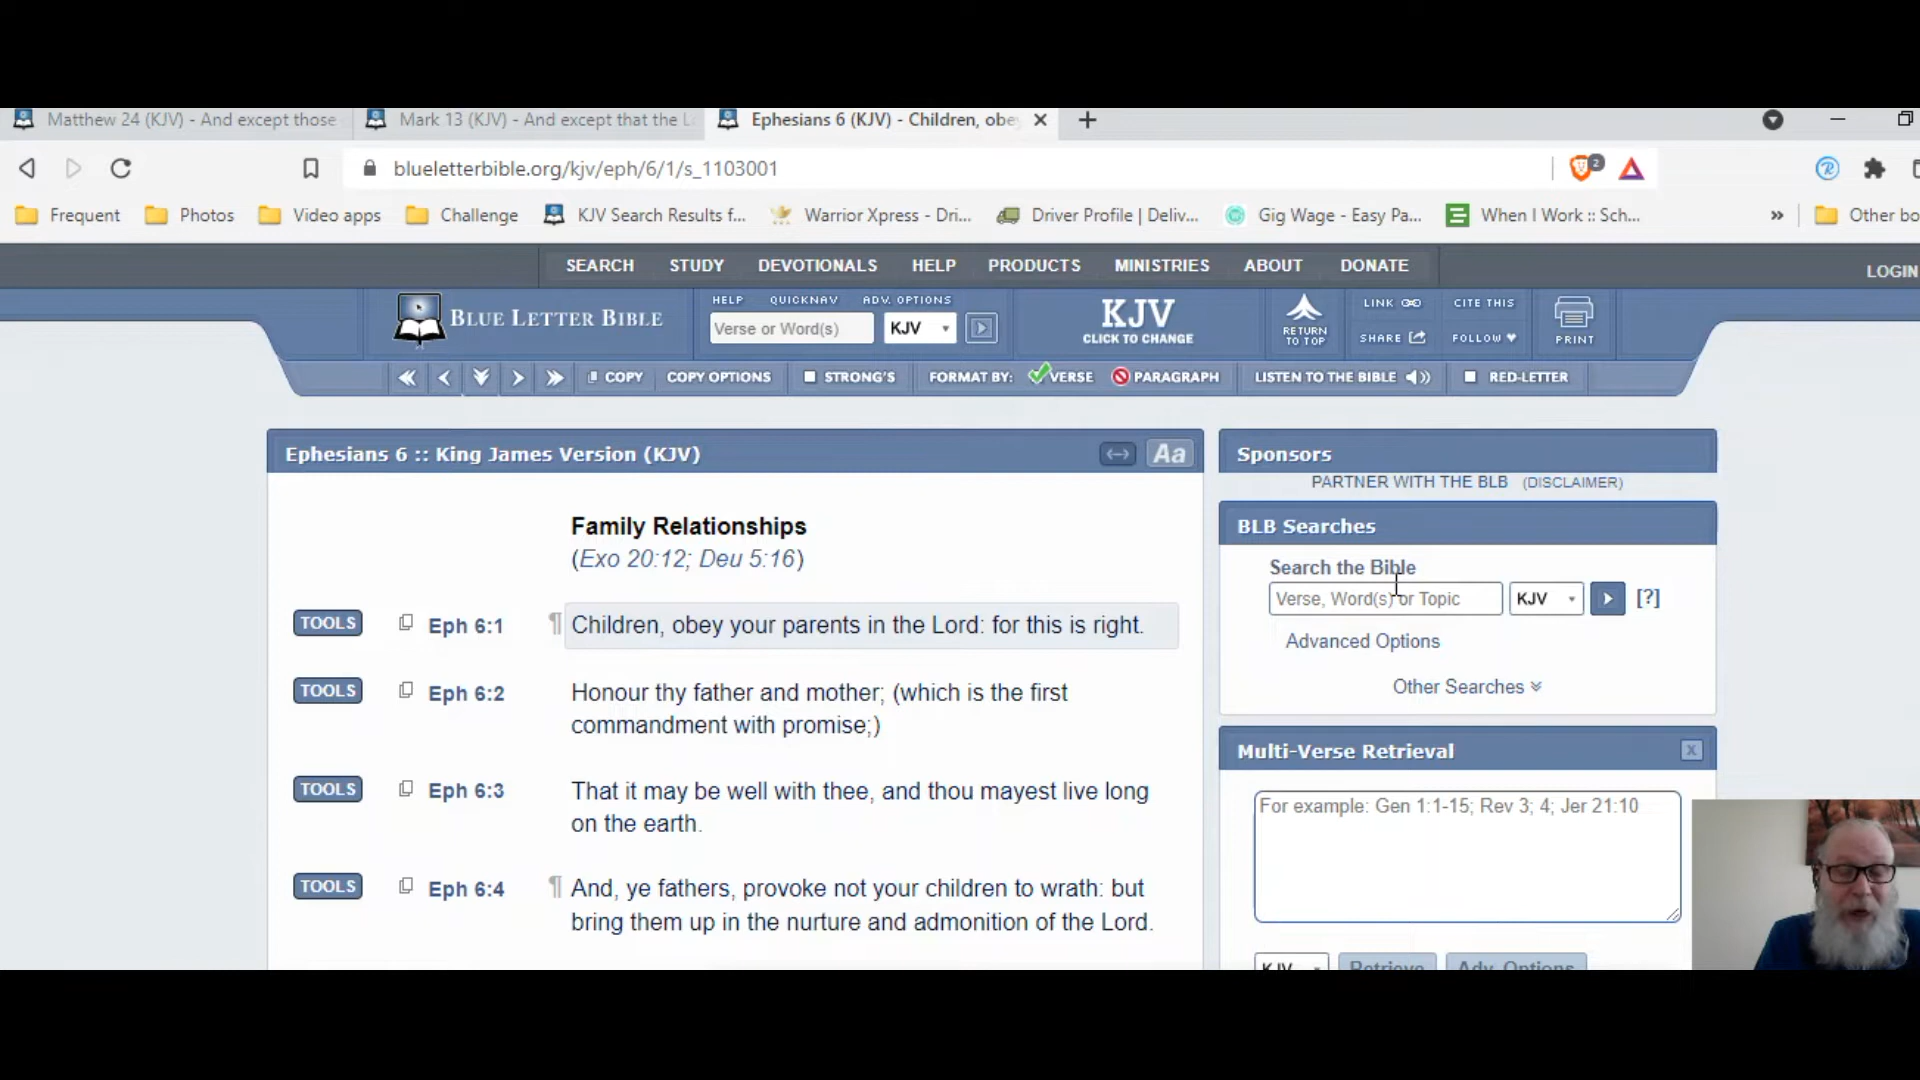 Matthew 24 (KJV) - And except those
Mark 13 (KJV) - And except that the L
Ephesians 6 (KJV) - Children, obe
blueletterbible.org/kjv/eph/6/1/s_1103001
2
Frequent
Photos
Video apps
Challenge
KJV Search Results f...
Warrior Xpress - Dri...
Driver Profile | Deliv...
Gig Wage - Easy Pa...
When I Work :: Sch...
»
Other bo
SEARCH
STUDY
DEVOTIONALS
HELP
PRODUCTS
MINISTRIES
ABOUT
DONATE
LOGIN
BLUE LETTER BIBLE
HELP
QUICKNAV
ADV. OPTIONS
Verse or Word(s)
KJV
KJV
CLICK TO CHANGE
RETURN
TO TOP
LINK
CITE THIS
SHARE
FOLLOW
PRINT
COPY
COPY OPTIONS
STRONG'S
FORMAT BY:
VERSE
PARAGRAPH
LISTEN TO THE BIBLE
RED-LETTER
Ephesians 6 :: King James Version (KJV)
Aa
Family Relationships
(Exo 20:12; Deu 5:16)
TOOLS
Eph 6:1
¶ Children, obey your parents in the Lord: for this is right.
TOOLS
Eph 6:2
Honour thy father and mother; (which is the first
commandment with promise;)
TOOLS
Eph 6:3
That it may be well with thee, and thou mayest live long
on the earth.
TOOLS
Eph 6:4
¶ And, ye fathers, provoke not your children to wrath: but
bring them up in the nurture and admonition of the Lord.
Sponsors
PARTNER WITH THE BLB (DISCLAIMER)
BLB Searches
Search the Bible
Verse, Word(s) or Topic
KJV
[?]
Advanced Options
Other Searches
Multi-Verse Retrieval
x
For example: Gen 1:1-15; Rev 3; 4; Jer 21:10
KJV
Retrieve
Adv. Options